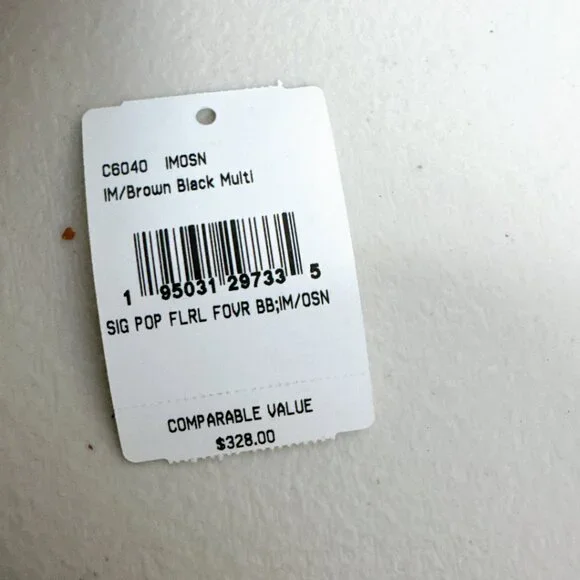 C6040 IMOSN
IM/Brown Black Multi
1 95031 29733 5
SIG POP FLRL FOVR BB;IM/OSN
COMPARABLE VALUE
$328.00